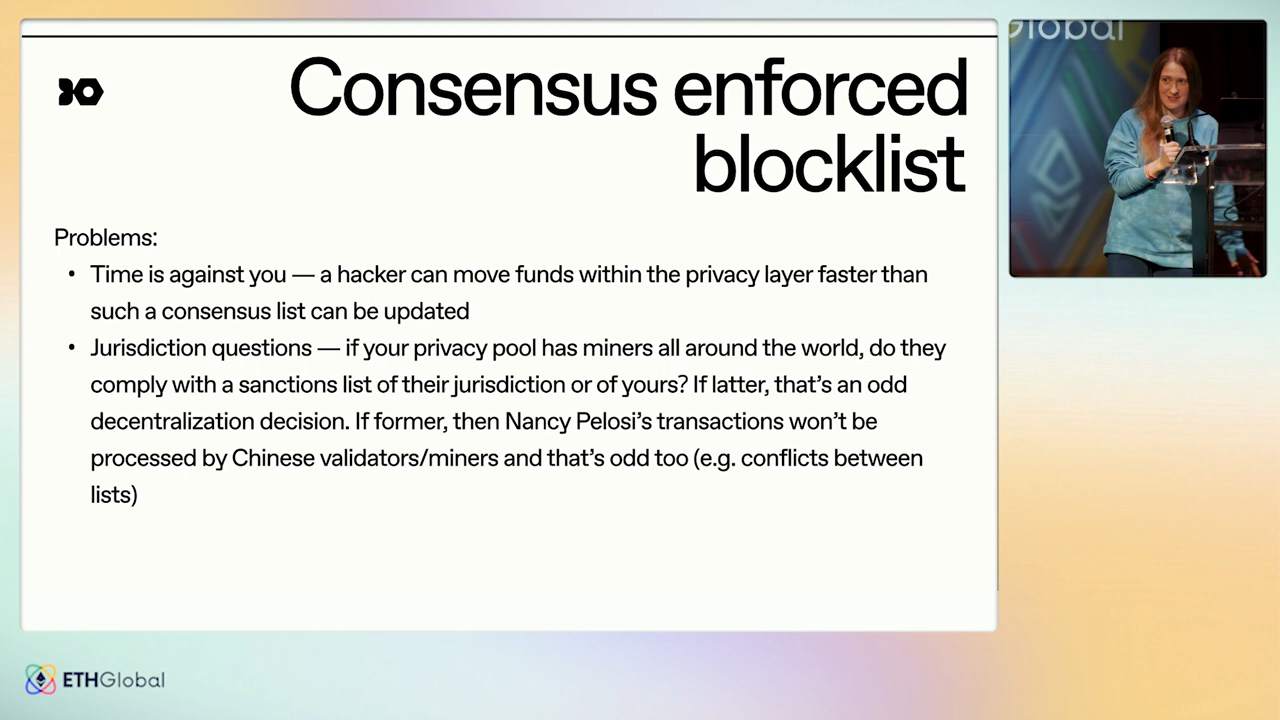 Consensus enforced
blocklist
Problems:
• Time is against you — a hacker can move funds within the privacy layer faster than
such a consensus list can be updated
• Jurisdiction questions — if your privacy pool has miners all around the world, do they
comply with a sanctions list of their jurisdiction or of yours? If latter, that’s an odd
decentralization decision. If former, then Nancy Pelosi’s transactions won’t be
processed by Chinese validators/miners and that’s odd too (e.g. conflicts between
lists)
Global
ETHGlobal